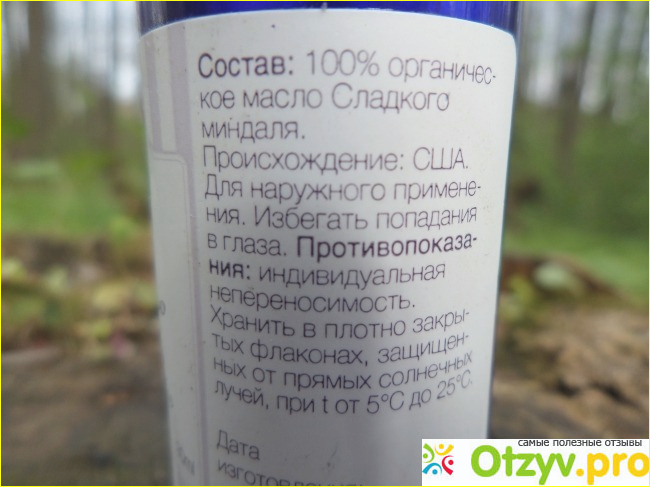 Состав: 100% органичес-
кое масло Сладкого
миндаля.
Происхождение: США.
Для наружного примене-
ния. Избегать попадания
в глаза. Противопоказа-
ния: индивидуальная
непереносимость.
Хранить в плотно закры-
тых флаконах, защищен-
ных от прямых солнечных
лучей, при t от 5°C до 25°C.
Дата
самые полезные отзывы
Otzyv.pro